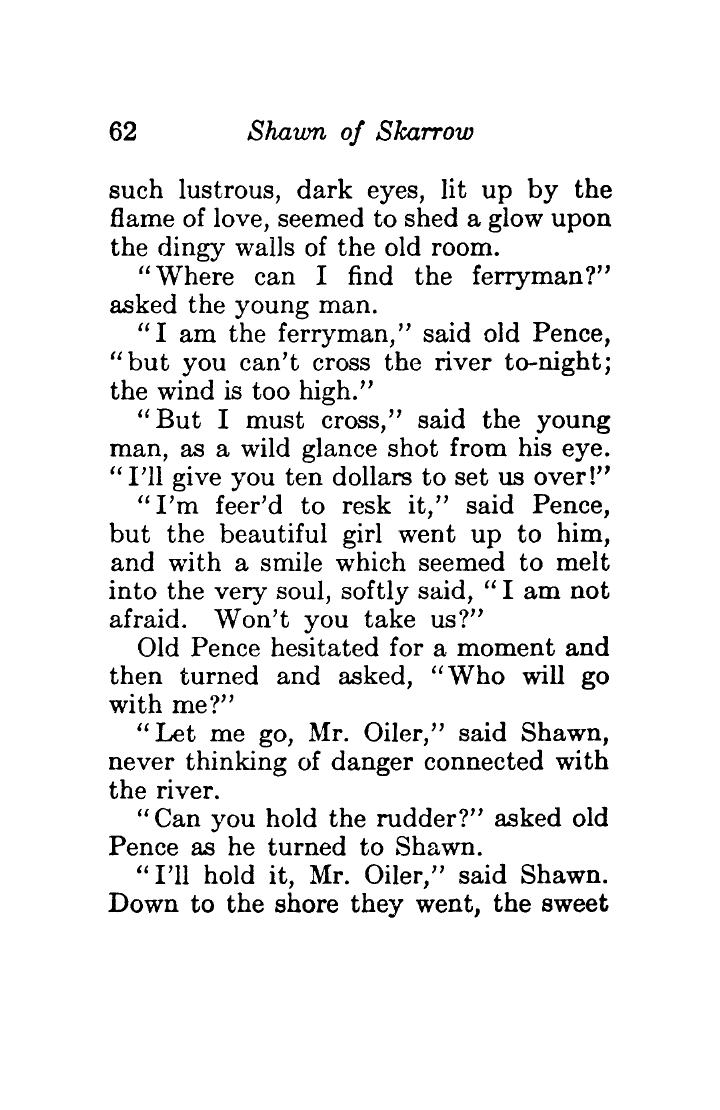 62 Shawn of Skarrow
such lustrous, dark eyes, lit up by the
flame of love, seemed to shed a glow upon
the dingy walls of the old room.
"Where can I find the ferryman?"
asked the young man.
"I am the ferryman," said old Pence,
"but you can't cross the river to-night;
the wind is too high."
"But I must cross," said the young
man, as a wild glance shot from his eye.
"I'll give you ten dollars to set us over!"
"I'm feer'd to resk it," said Pence,
but the beautiful girl went up to him,
and with a smile which seemed to melt
into the very soul, softly said, "I am not
afraid. Won't you take us?"
Old Pence hesitated for a moment and
then turned and asked, "Who will go
with me?"
"Let me go, Mr. Oiler," said Shawn,
never thinking of danger connected with
the river.
"Can you hold the rudder?" asked old
Pence as he turned to Shawn.
"I'll hold it, Mr. Oiler," said Shawn.
Down to the shore they went, the sweet